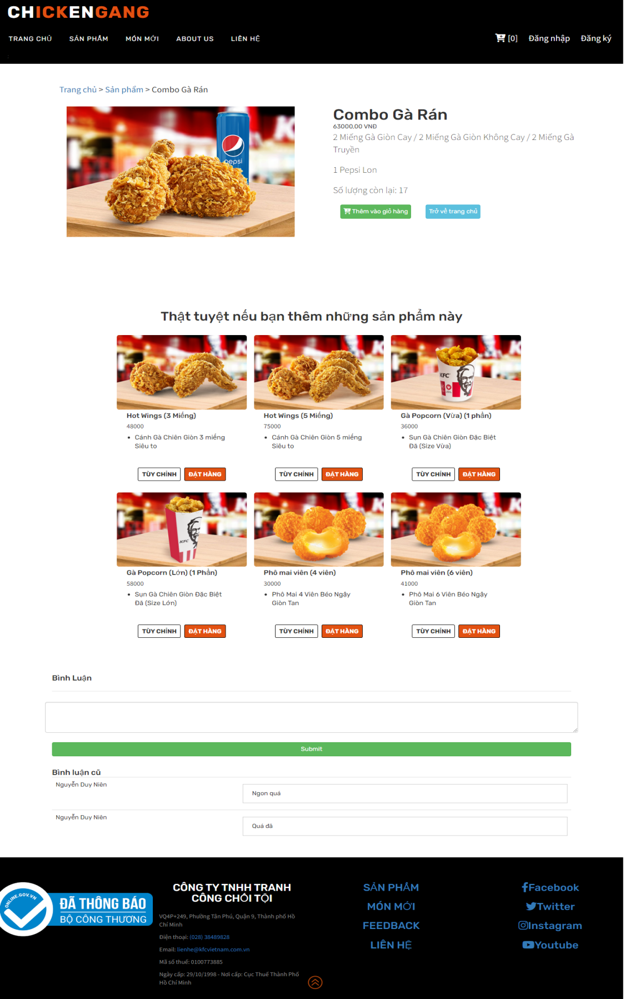 CHICKENGANG
TRANG CHỦ SẢN PHẨM MÓN MỚI ABOUT US LIÊN HỆ [0] Đăng nhập Đăng ký
:
Trang chủ > Sản phẩm > Combo Gà Rán
pepsi
Combo Gà Rán
63000,00 VNĐ
2 Miếng Gà Giòn Cay / 2 Miếng Gà Giòn Không Cay / 2 Miếng Gà
Truyền
1 Pepsi Lon
Số lượng còn lại: 17
Thêm vào giỏ hàng Trở về trang chủ
Thật tuyệt nếu bạn thêm những sản phẩm này
KFC
Hot Wings (3 Miếng) Hot Wings (5 Miếng) Gà Popcorn (Vừa) (1 phần)
48000 75000 36000
• Cánh Gà Chiên Giòn 3 miếng • Cánh Gà Chiên Giòn 5 miếng • Sụn Gà Chiên Giòn Đặc Biệt
Siêu to Siêu to Đã (Size Vừa)
TÙY CHỈNH ĐẶT HÀNG TÙY CHỈNH ĐẶT HÀNG TÙY CHỈNH ĐẶT HÀNG
KFC
Gà Popcorn (Lớn) (1 Phần) Phô mai viên (4 viên) Phô mai viên (6 viên)
58000 30000 41000
• Sụn Gà Chiên Giòn Đặc Biệt • Phô Mai 4 Viên Béo Ngậy • Phô Mai 6 Viên Béo Ngậy
Đã (Size Lớn) Giòn Tan Giòn Tan
TÙY CHỈNH ĐẶT HÀNG TÙY CHỈNH ĐẶT HÀNG TÙY CHỈNH ĐẶT HÀNG
Bình Luận
Submit
Bình luận cũ
Nguyễn Duy Niên
Ngon quá
Nguyễn Duy Niên
Quá đã
ONLINE.GOV.VN
ĐÃ THÔNG BÁO
BỘ CÔNG THƯƠNG
CÔNG TY TNHH TRANH
CÔNG CHỐI TỘI
VQ4P+249, Phường Tân Phú, Quận 9, Thành phố Hồ
Chí Minh
Điện thoại: (028) 38489828
Email: lienhe@kfcvietnam.com.vn
Mã số thuế: 0100773885
Ngày cấp: 29/10/1998 - Nơi cấp: Cục Thuế Thành Phố
Hồ Chí Minh
SẢN PHẨM
MÓN MỚI
FEEDBACK
LIÊN HỆ
Facebook
Twitter
Instagram
Youtube